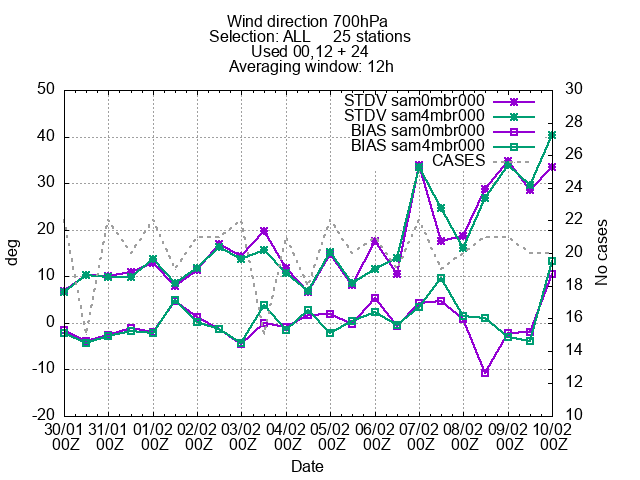 Wind direction 700hPa
Selection: ALL 25 stations
Used 00,12 + 24
Averaging window: 12h
STDV sam0mbr000
STDV sam4mbr000
BIAS sam0mbr000
BIAS sam4mbr000
CASES
50
40
30
20
10
0
-10
-20
deg
30
28
26
24
22
20
18
16
14
12
10
No cases
30/01 31/01 01/02 02/02 03/02 04/02 05/02 06/02 07/02 08/02 09/02 10/02
00Z 00Z 00Z 00Z 00Z 00Z 00Z 00Z 00Z 00Z 00Z 00Z
Date